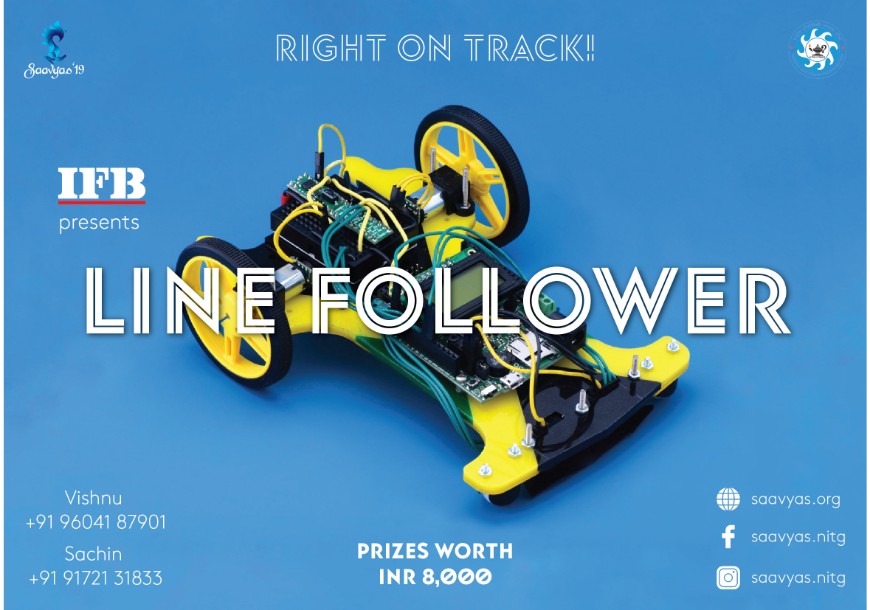 Saavyas'19
RIGHT ON TRACK!
IFB
presents
LINE FOLLOWER
Vishnu
+91 96041 87901
Sachin
+91 91721 31833
PRIZES WORTH
INR 8,000
saavyas.org
saavyas.nitg
saavyas.nitg